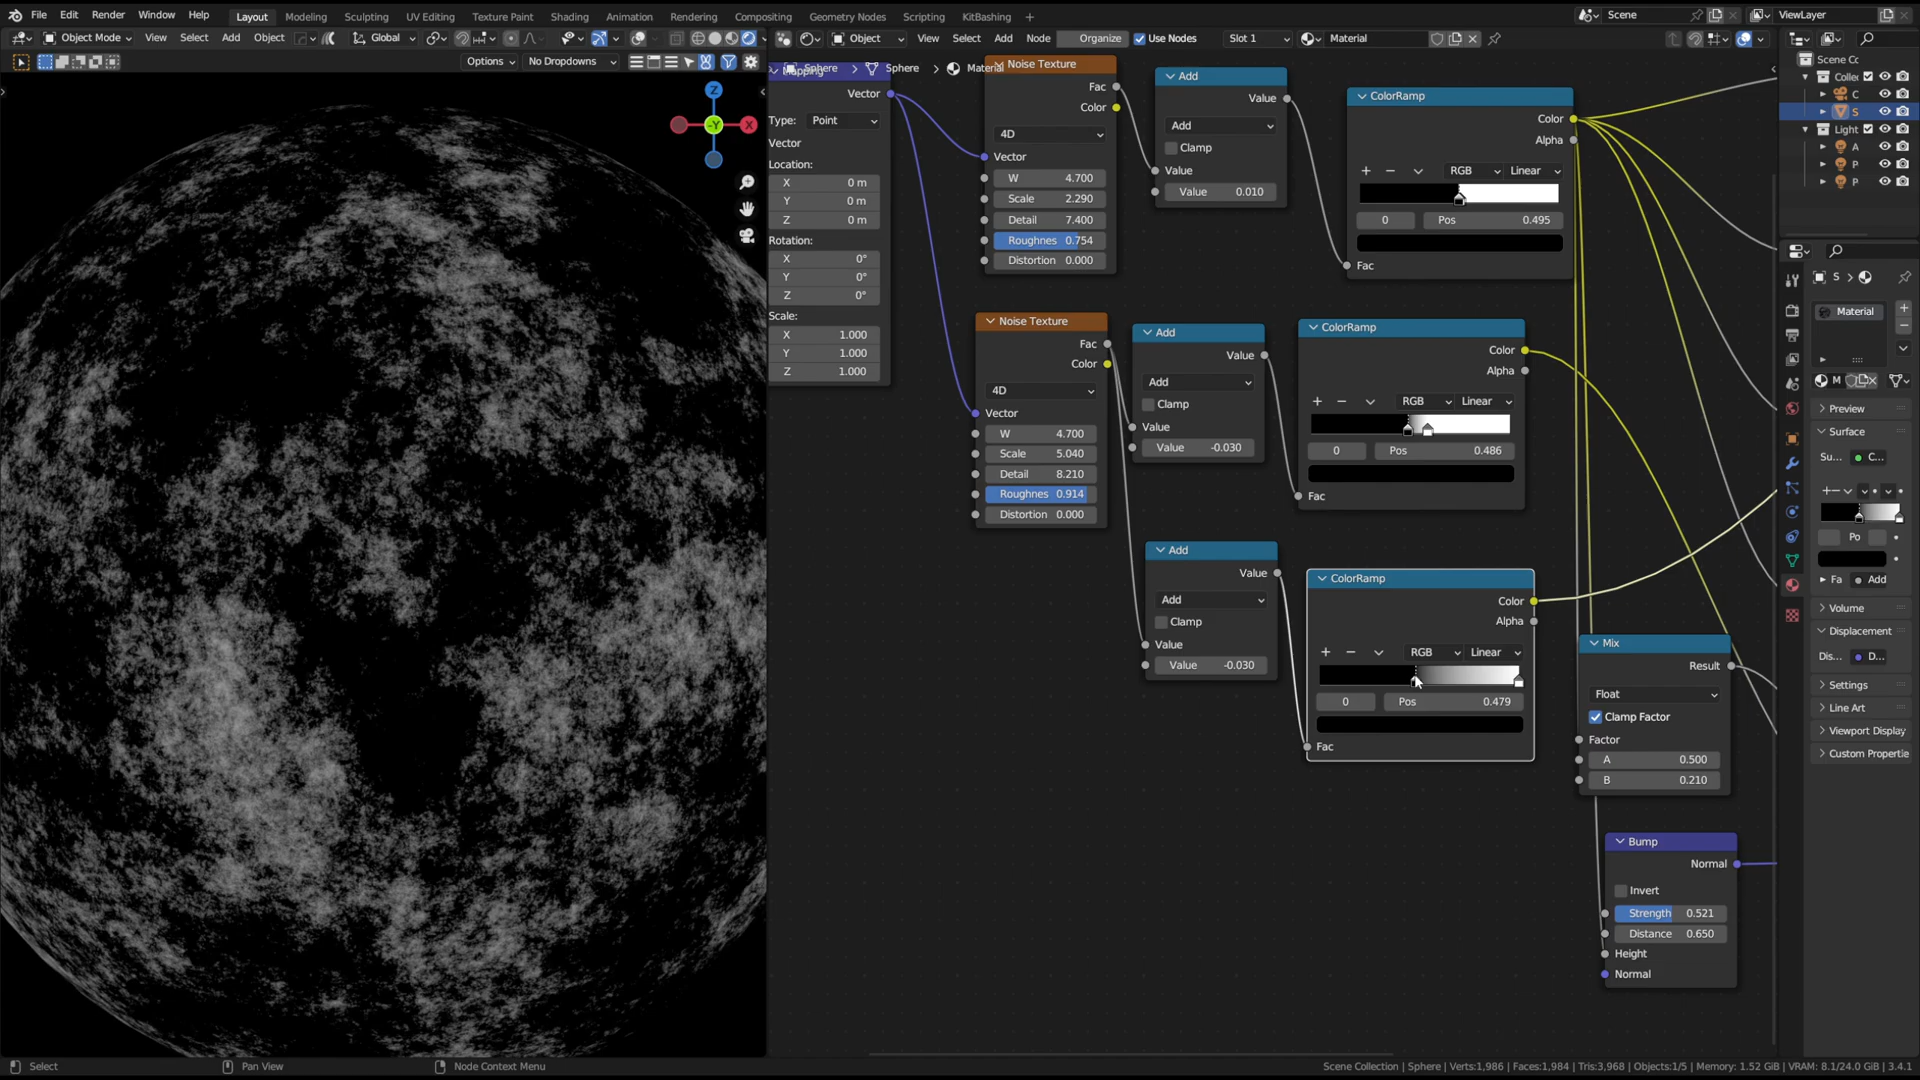 File Edit Render Window Help Layout Modeling Sculpting UV Editing Texture Paint Shading Animation Rendering Compositing Geometry Nodes Scripting KitBashing + Scene ViewLayer
Object Mode View Select Add Object Global Object View Select Add Node Organize Use Nodes Slot 1 Material
Options No Dropdowns
Sphere > Sphere > Material
Z
-Y
X
Mapping
Vector
Type: Point
Vector
Location:
X 0 m
Y 0 m
Z 0 m
Rotation:
X 0°
Y 0°
Z 0°
Scale:
X 1.000
Y 1.000
Z 1.000
Noise Texture
Fac
Color
4D
Vector
W 4.700
Scale 2.290
Detail 7.400
Roughnes 0.754
Distortion 0.000
Add
Value
Add
Clamp
Value
Value 0.010
ColorRamp
Color
Alpha
RGB Linear
0 Pos 0.495
Fac
Noise Texture
Fac
Color
4D
Vector
W 4.700
Scale 5.040
Detail 8.210
Roughnes 0.914
Distortion 0.000
Add
Value
Add
Clamp
Value
Value -0.030
ColorRamp
Color
Alpha
RGB Linear
0 Pos 0.486
Fac
Add
Value
Add
Clamp
Value
Value -0.030
ColorRamp
Color
Alpha
RGB Linear
0 Pos 0.479
Fac
Mix
Result
Float
Clamp Factor
Factor
A 0.500
B 0.210
Bump
Normal
Invert
Strength 0.521
Distance 0.650
Height
Normal
Scene Cc
Colle
C
S
Light
A
P
P
S >
Material
M
Preview
Surface
Su... C...
Po
Fa Add
Volume
Displacement
Dis... D...
Settings
Line Art
Viewport Display
Custom Propertie
Select Pan View Node Context Menu Scene Collection | Sphere | Verts:1,986 | Faces:1,984 | Tris:3,968 | Objects:1/5 | Memory: 1.52 GiB | VRAM: 8.1/24.0 GiB | 3.4.1